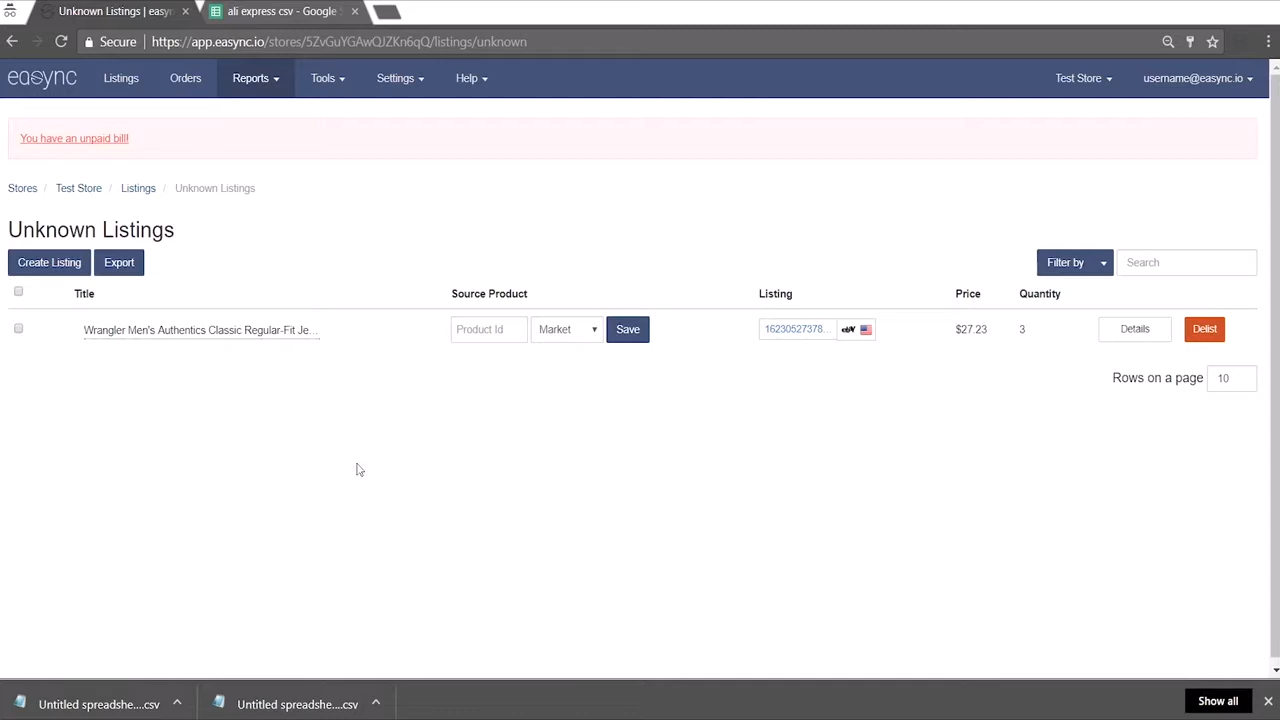 Unknown Listings | easyn
ali express csv - Google S
Secure
https://app.easync.io/stores/5ZvGuYGAwQJZKn6qQ/listings/unknown
easync
Listings
Orders
Reports
Tools
Settings
Help
Test Store
username@easync.io
You have an unpaid bill!
Stores / Test Store / Listings / Unknown Listings
Unknown Listings
Create Listing
Export
Filter by
Search
Title
Source Product
Listing
Price
Quantity
Wrangler Men's Authentics Classic Regular-Fit Je...
Product Id
Market
Save
16230527378...
ebay
$27.23
3
Details
Delist
Rows on a page
10
Untitled spreadshe....csv
Untitled spreadshe....csv
Show all